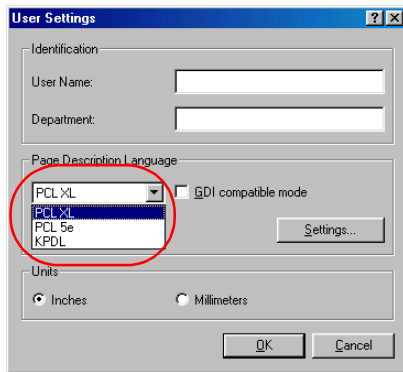 User Settings
Identification
User Name:
Department:
Page Description Language
PCL XL
GDI compatible mode
PCL XL
PCL 5e
KPDL
Settings...
Units
Inches
Millimeters
OK
Cancel